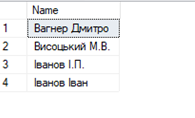 Name
1 Вагнер Дмитро
2 Висоцький М.В.
3 Іванов І.П.
4 Іванов Іван